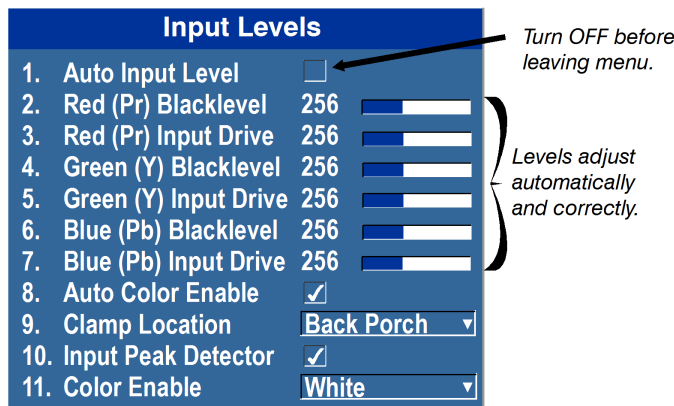 Input Levels
Turn OFF before
leaving menu.
1. Auto Input Level
2. Red (Pr) Blacklevel 256
3. Red (Pr) Input Drive 256
4. Green (Y) Blacklevel 256
5. Green (Y) Input Drive 256
6. Blue (Pb) Blacklevel 256
7. Blue (Pb) Input Drive 256
Levels adjust
automatically
and correctly.
8. Auto Color Enable
9. Clamp Location Back Porch
10. Input Peak Detector
11. Color Enable White